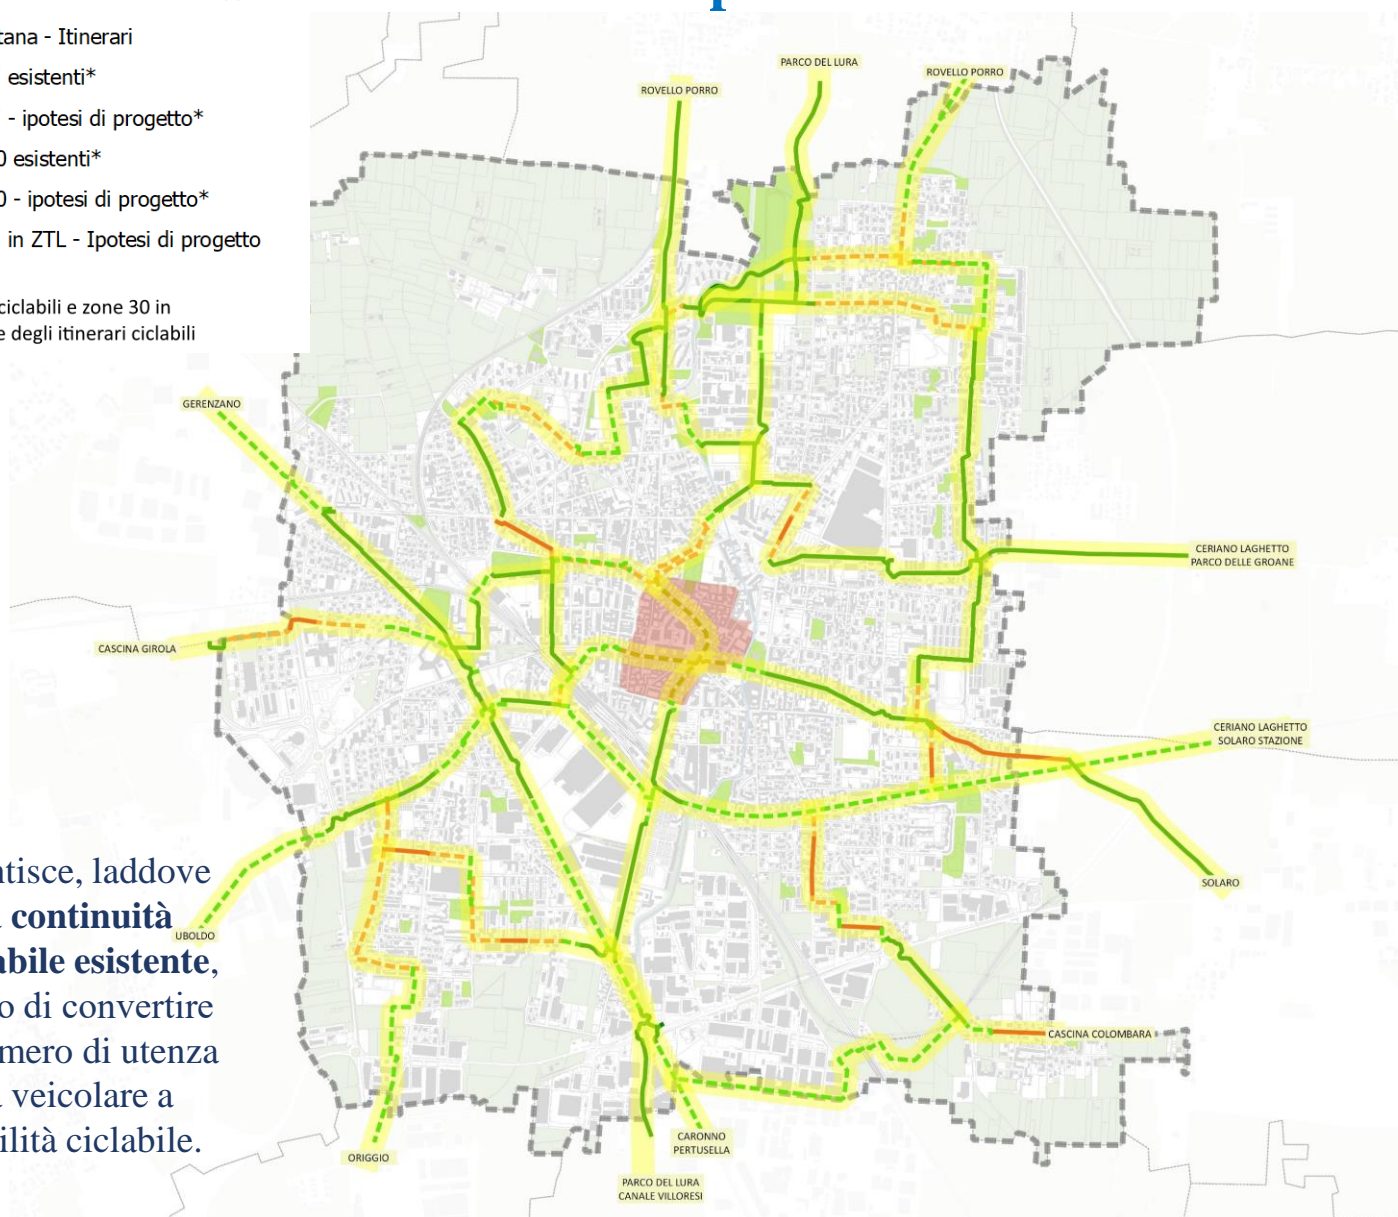 tana - Itinerari
esistenti*
- ipotesi di progetto*
0 esistenti*
0 - ipotesi di progetto*
in ZTL - Ipotesi di progetto
ciclabili e zone 30 in
e degli itinerari ciclabili
PARCO DEL LURA
ROVELLO PORRO
ROVELLO PORRO
GERENZANO
CERIANO LAGHETTO
PARCO DELLE GROANE
CASCINA GIROLA
CERIANO LAGHETTO
SOLARO STAZIONE
SOLARO
UBOLDO
CASCINA COLOMBARA
ORIGGIO
CARONNO
PERTUSELLA
PARCO DEL LURA
CANALE VILLORESI
ntisce, laddove
a continuità
abile esistente,
o di convertire
mero di utenza
a veicolare a
ilità ciclabile.